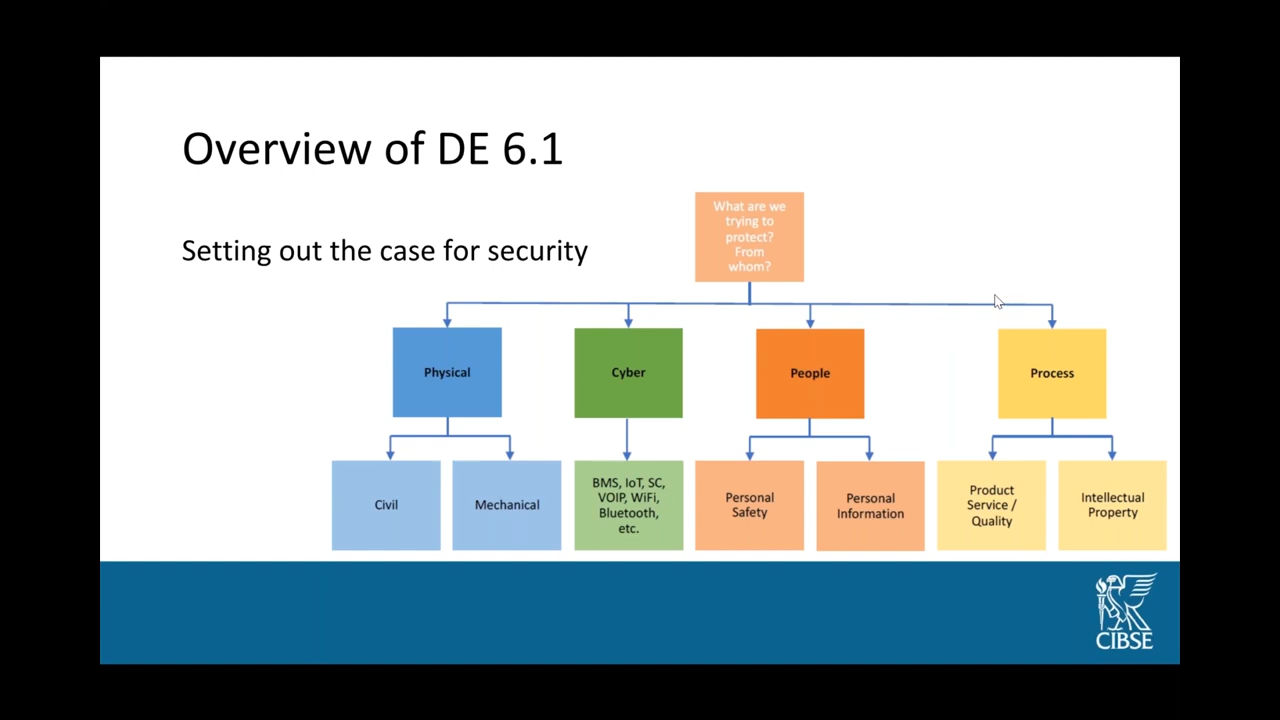 Overview of DE 6.1
Setting out the case for security
What are we
trying to
protect?
From
whom?
Physical
Cyber
People
Process
Civil
Mechanical
BMS, IoT, SC,
VOIP, WiFi,
Bluetooth,
etc.
Personal
Safety
Personal
Information
Product
Service /
Quality
Intellectual
Property
CIBSE